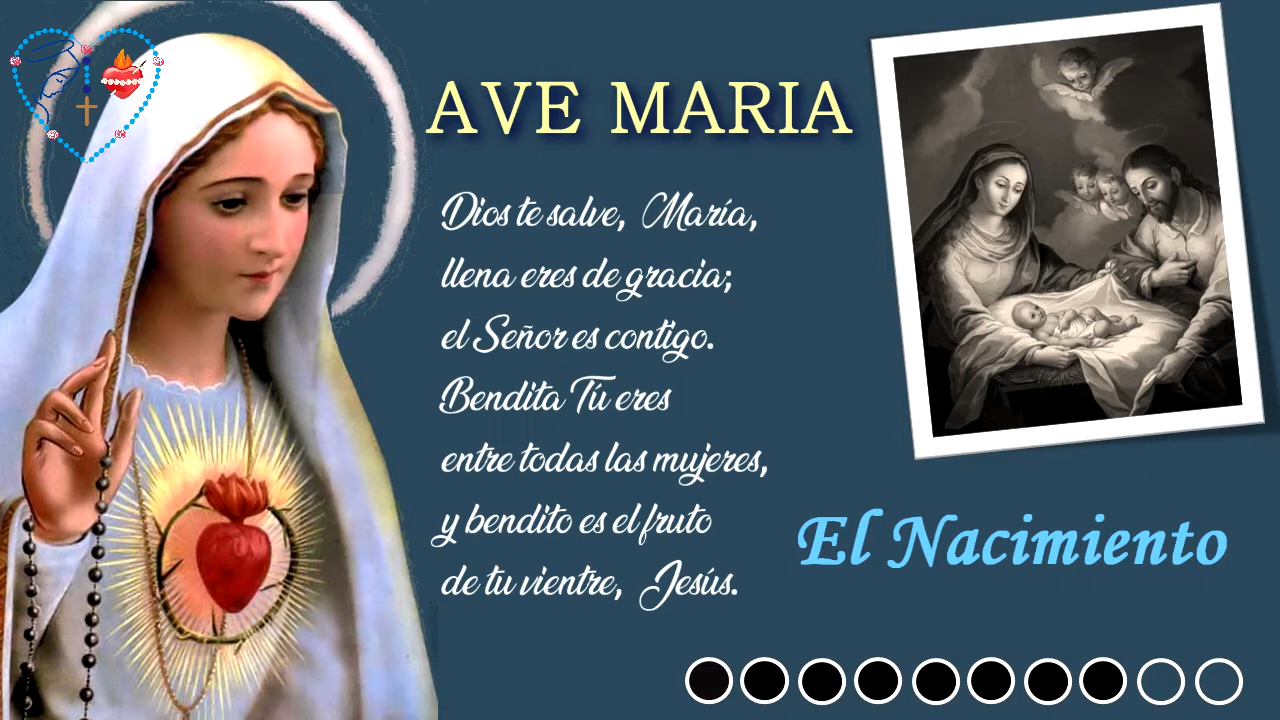 AVE MARIA
Dios te salve, María,
llena eres de gracia;
el Señor es contigo.
Bendita Tú eres
entre todas las mujeres,
y bendito es el fruto
de tu vientre, Jesús.
El Nacimiento